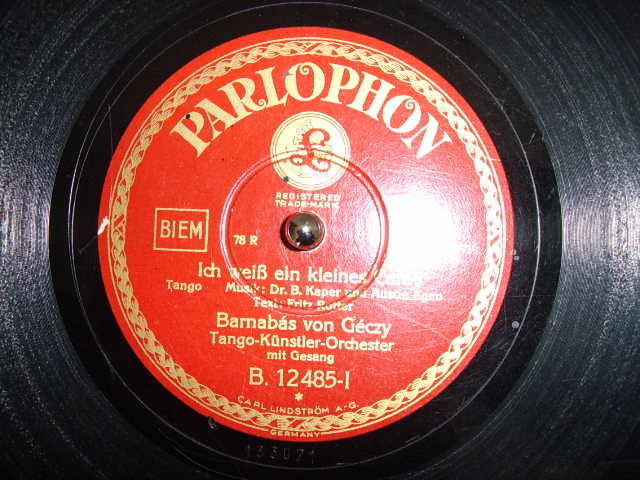 PARLOPHON
£
REGISTERED
TRADE-MARK.
BIEM
78 R
Ich weiß ein kleines
Tango Musik: Dr. B. Kaper und Austin Egen
Text: Fritz Rotter
Barnabás von Géczy
Tango-Künstler-Orchester
mit Gesang
B. 12485-I
*
CARL LINDSTRÖM A-G.
GERMANY
133071